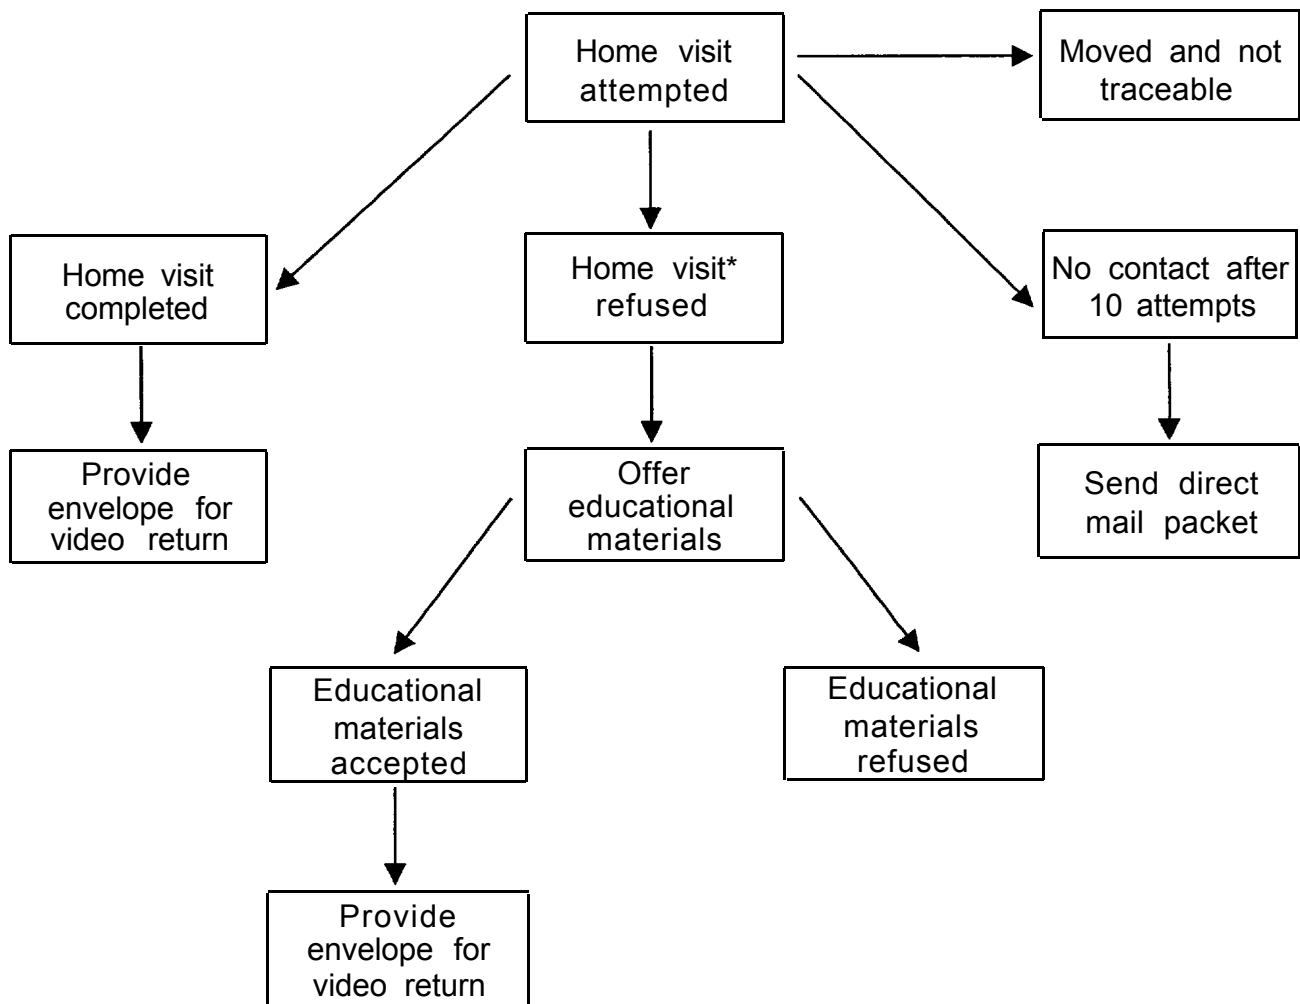 Home visit
attempted
Moved and not
traceable
Home visit
completed
Home visit*
refused
No contact after
10 attempts
Provide
envelope for
video return
Offer
educational
materials
Send direct
mail packet
Educational
materials
accepted
Educational
materials
refused
Provide
envelope for
video return